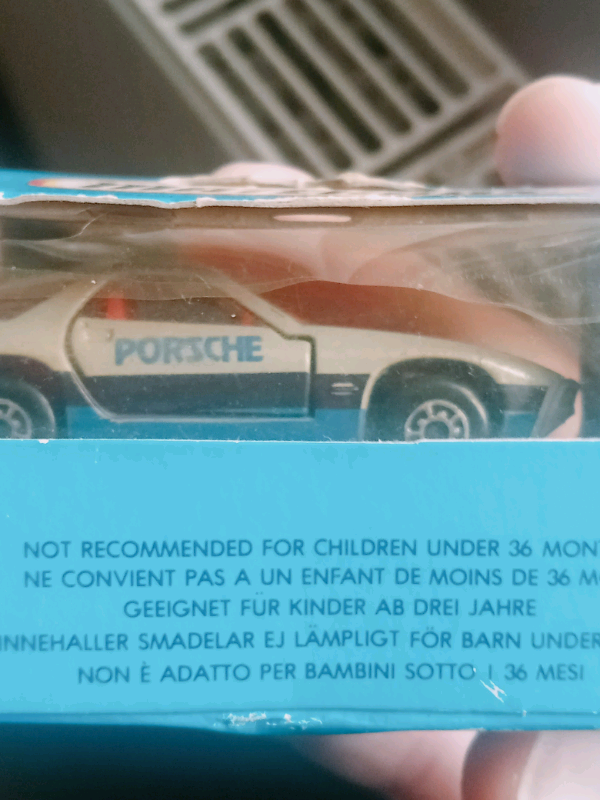 PORSCHE
NOT RECOMMENDED FOR CHILDREN UNDER 36 MON
NE CONVIENT PAS A UN ENFANT DE MOINS DE 36 M
GEEIGNET FÜR KINDER AB DREI JAHRE
INNEHALLER SMADELAR EJ LÄMPLIGT FÖR BARN UNDER
NON È ADATTO PER BAMBINI SOTTO I 36 MESI